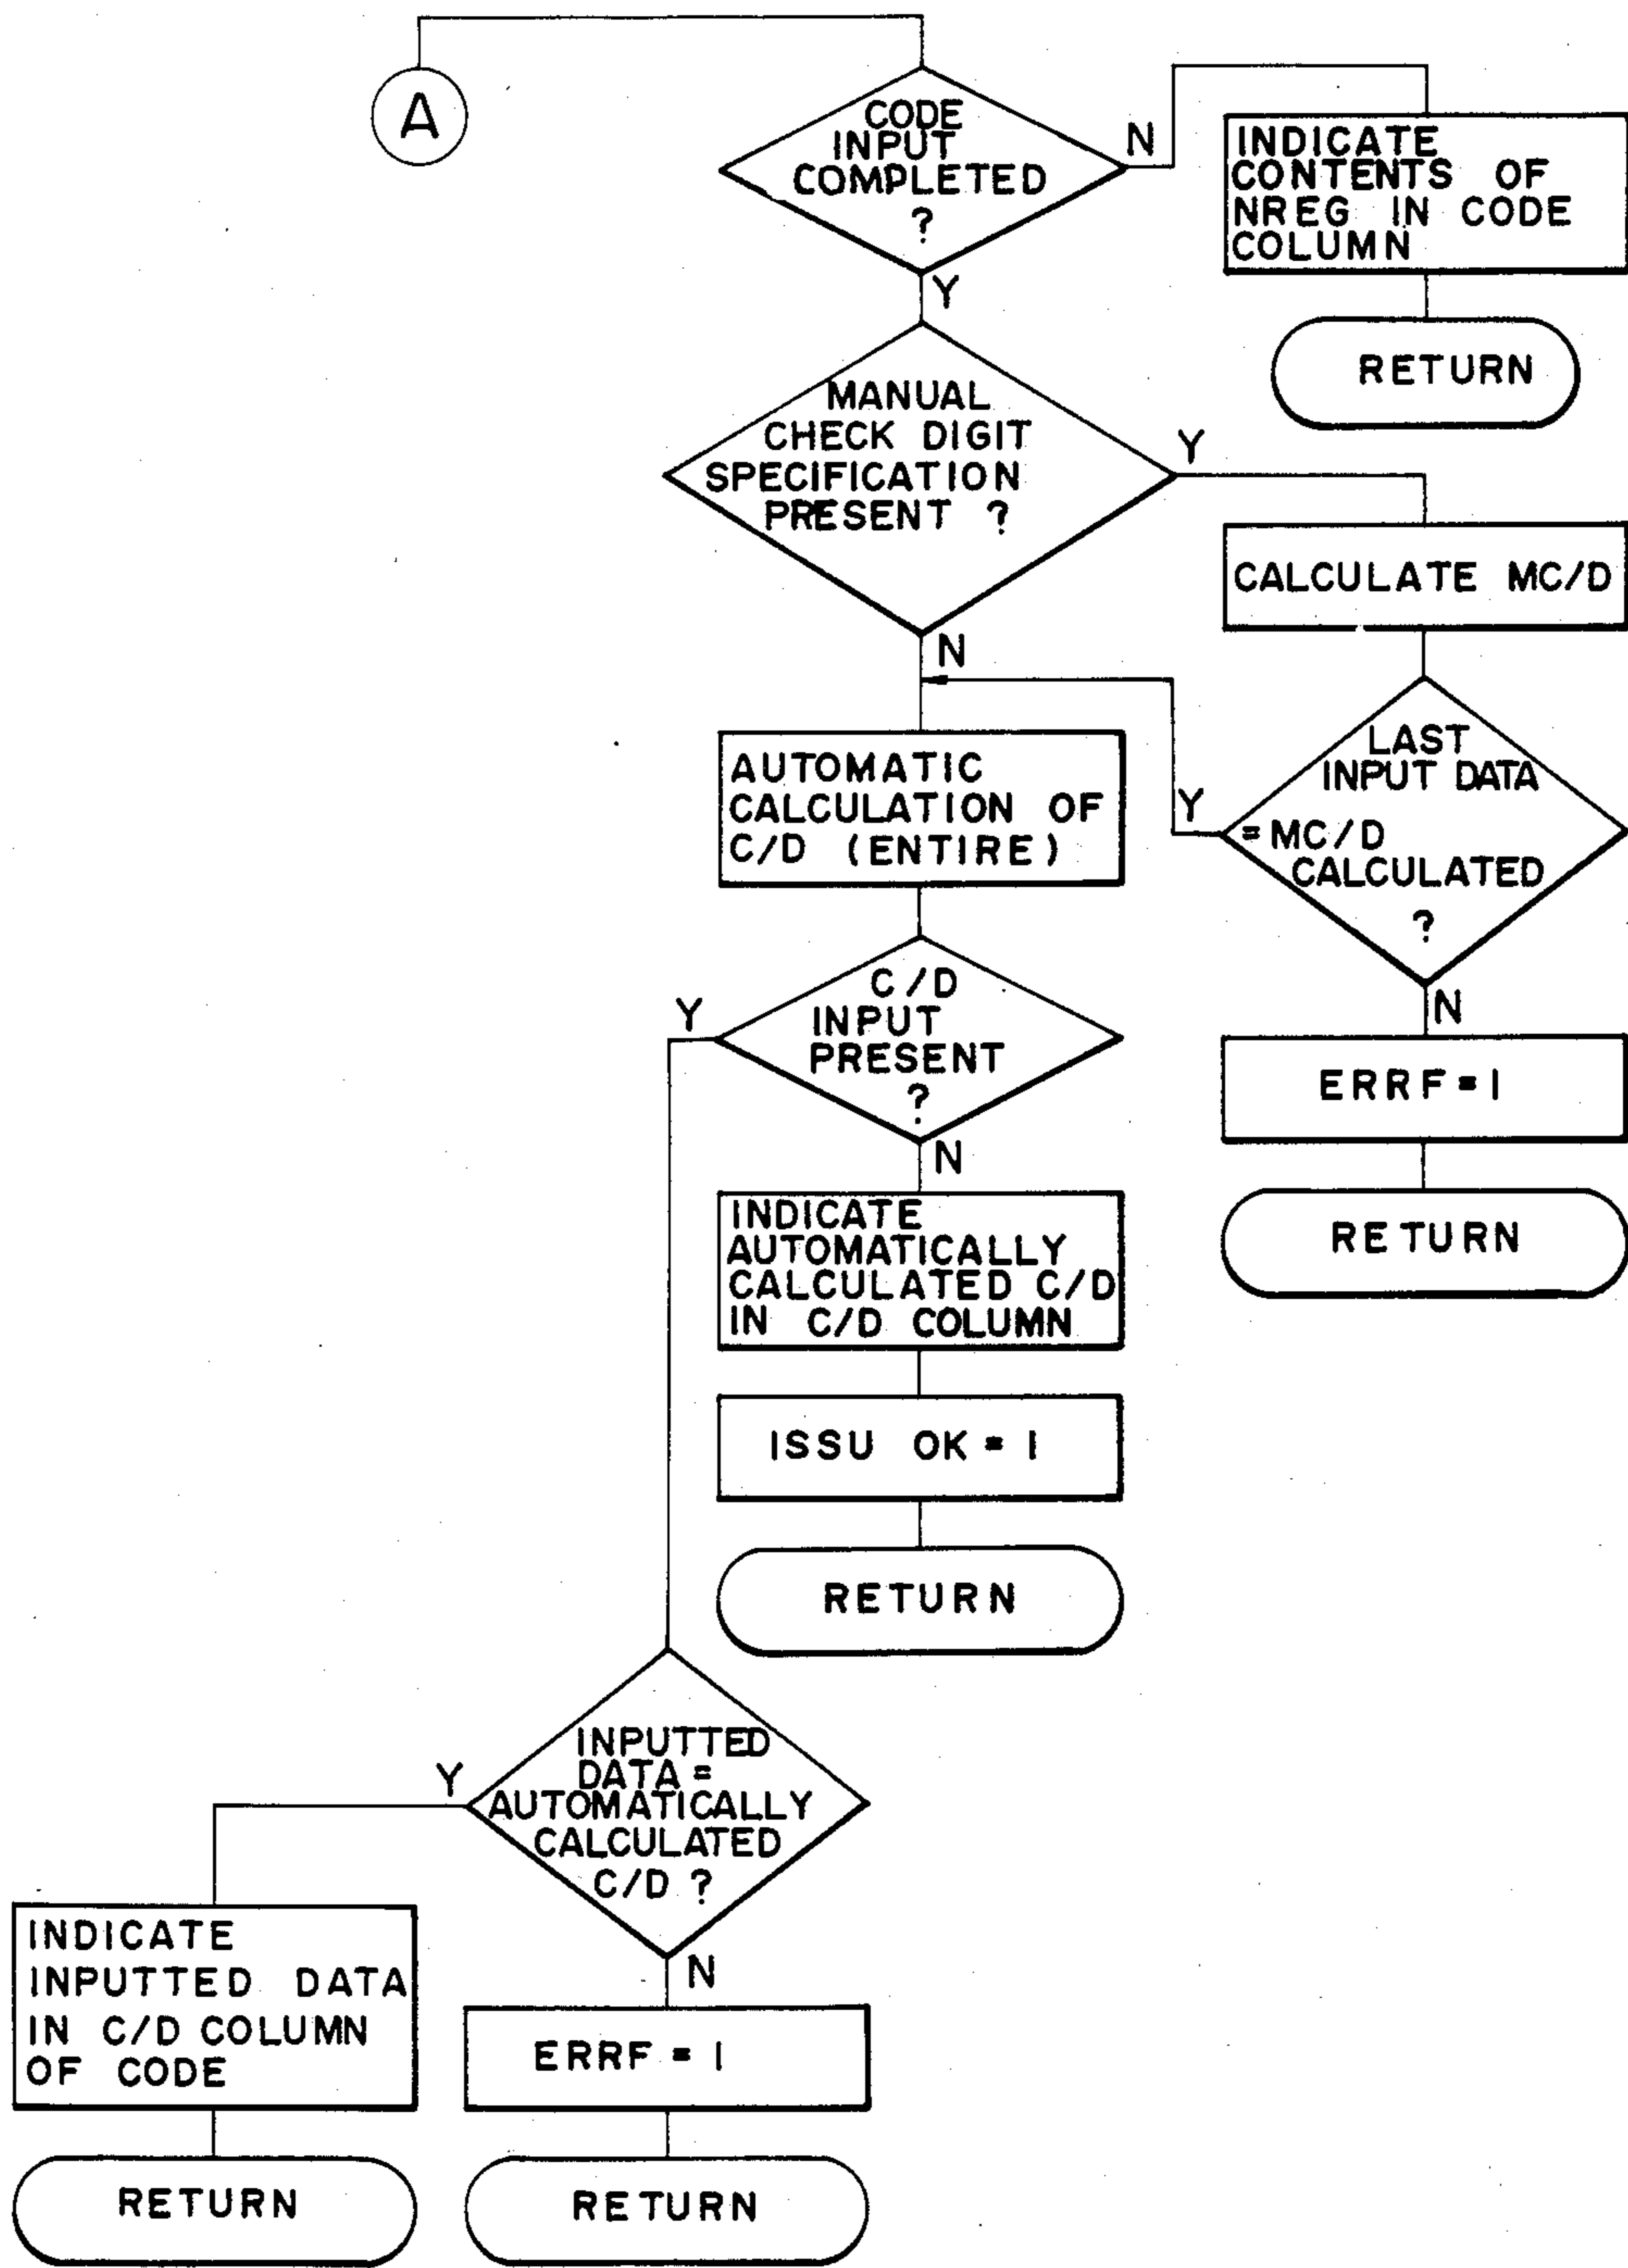 A
CODE
INPUT
COMPLETED
?
N
INDICATE
CONTENTS OF
NREG IN CODE
COLUMN
RETURN
Y
MANUAL
CHECK DIGIT
SPECIFICATION
PRESENT ?
Y
CALCULATE MC/D
N
LAST
INPUT DATA
= MC/D
CALCULATED
?
Y
N
ERRF = 1
RETURN
AUTOMATIC
CALCULATION OF
C/D (ENTIRE)
C/D
INPUT
PRESENT
?
Y
N
INDICATE
AUTOMATICALLY
CALCULATED C/D
IN C/D COLUMN
ISSU OK = 1
RETURN
INPUTTED
DATA =
AUTOMATICALLY
CALCULATED
C/D ?
Y
INDICATE
INPUTTED DATA
IN C/D COLUMN
OF CODE
RETURN
N
ERRF = 1
RETURN